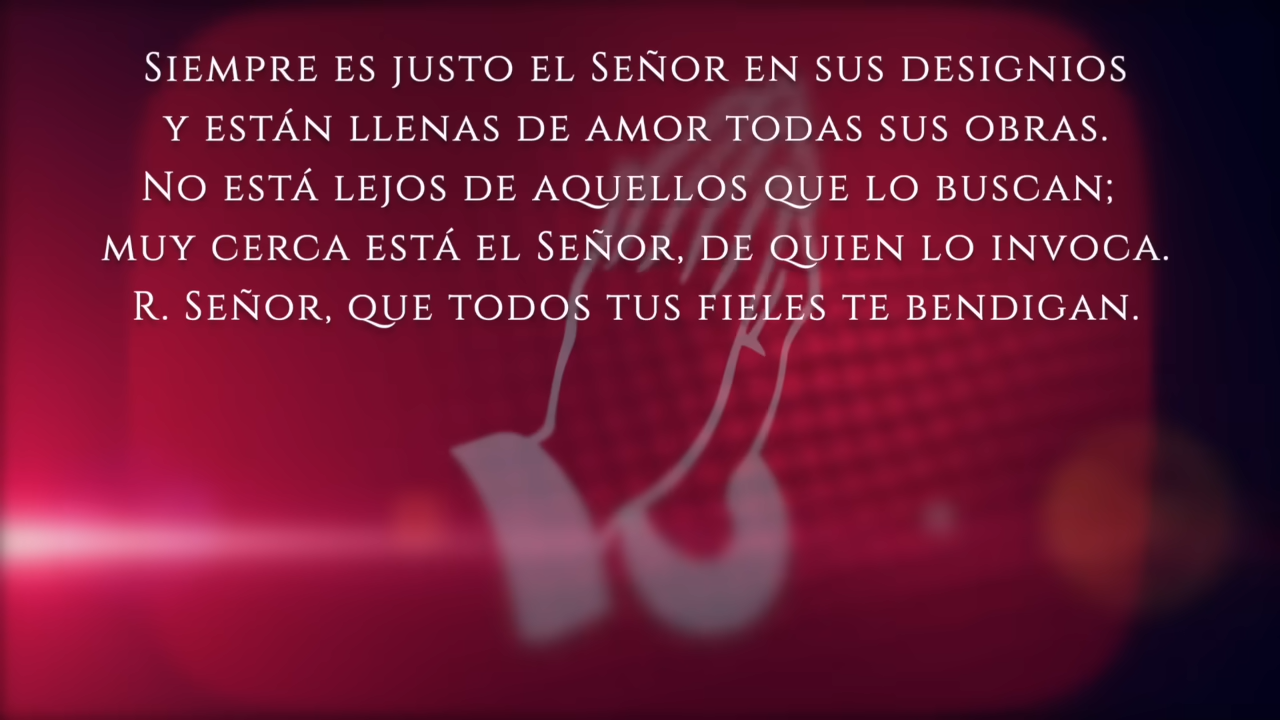 Siempre es justo el Señor en sus designios
y están llenas de amor todas sus obras.
No está lejos de aquellos que lo buscan;
muy cerca está el Señor, de quien lo invoca.
R. Señor, que todos tus fieles te bendigan.